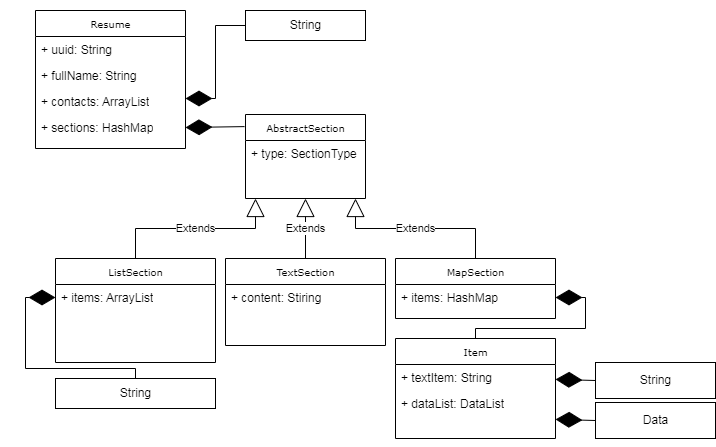 Resume
String
+ uuid: String
+ fullName: String
+ contacts: ArrayList
+ sections: HashMap
AbstractSection
+ type: SectionType
Extends
Extends
Extends
ListSection
TextSection
MapSection
+ items: ArrayList
+ content: Stiring
+ items: HashMap
Item
String
+ textItem: String
String
+ dataList: DataList
Data